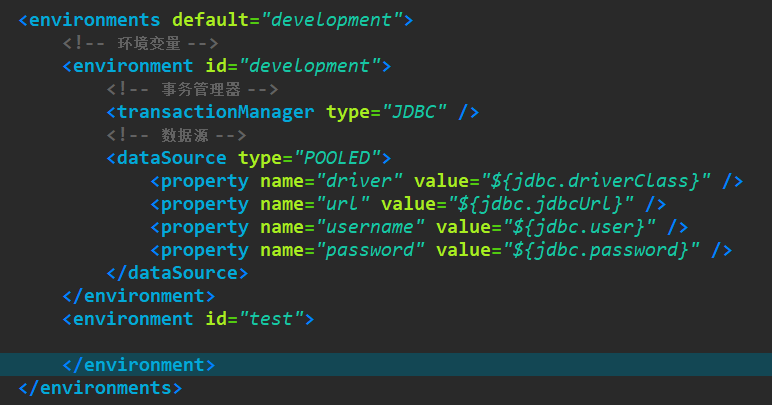 <environments default="development">
<!-- 环境变量 -->
<environment id="development">
<!-- 事务管理器 -->
<transactionManager type="JDBC" />
<!-- 数据源 -->
<dataSource type="POOLED">
<property name="driver" value="${jdbc.driverClass}" />
<property name="url" value="${jdbc.jdbcUrl}" />
<property name="username" value="${jdbc.user}" />
<property name="password" value="${jdbc.password}" />
</dataSource>
</environment>
<environment id="test">
</environment>
</environments>